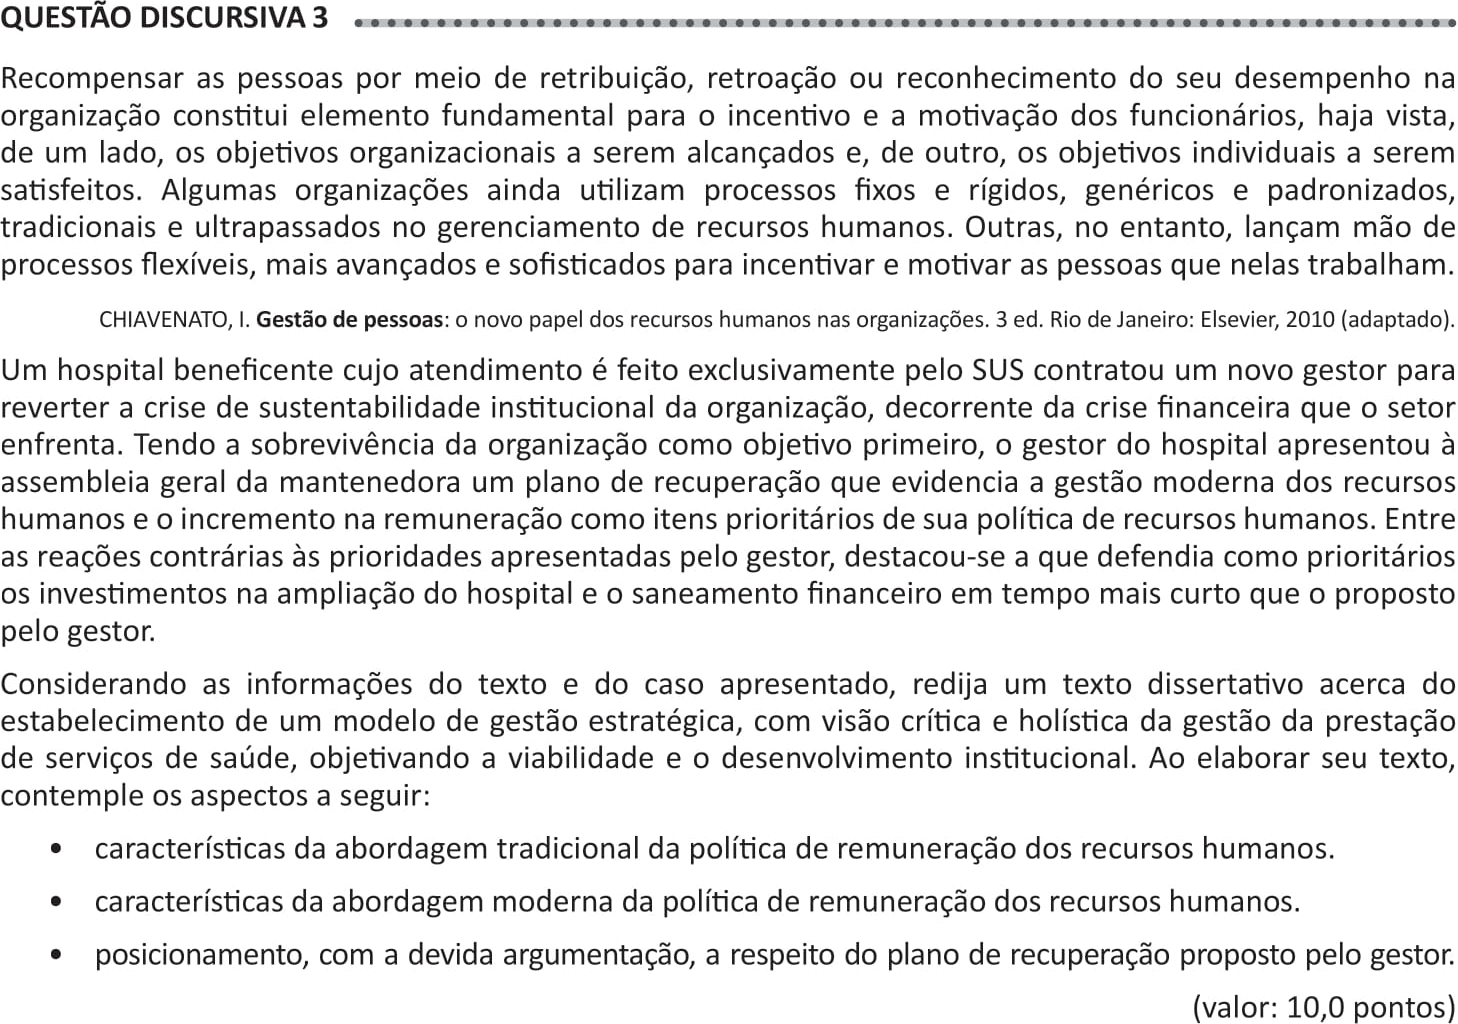 QUESTÃO DISCURSIVA 3
Recompensar as pessoas por meio de retribuição, retroação ou reconhecimento do seu desempenho na
organização constitui elemento fundamental para o incentivo e a motivação dos funcionários, haja vista,
de um lado, os objetivos organizacionais a serem alcançados e, de outro, os objetivos individuais a serem
satisfeitos. Algumas organizações ainda utilizam processos fixos e rígidos, genéricos e padronizados,
tradicionais e ultrapassados no gerenciamento de recursos humanos. Outras, no entanto, lançam mão de
processos flexíveis, mais avançados e sofisticados para incentivar e motivar as pessoas que nelas trabalham.
CHIAVENATO, I. Gestão de pessoas: o novo papel dos recursos humanos nas organizações. 3 ed. Rio de Janeiro: Elsevier, 2010 (adaptado).
Um hospital beneficente cujo atendimento é feito exclusivamente pelo SUS contratou um novo gestor para
reverter a crise de sustentabilidade institucional da organização, decorrente da crise financeira que o setor
enfrenta. Tendo a sobrevivência da organização como objetivo primeiro, o gestor do hospital apresentou à
assembleia geral da mantenedora um plano de recuperação que evidencia a gestão moderna dos recursos
humanos e o incremento na remuneração como itens prioritários de sua política de recursos humanos. Entre
as reações contrárias às prioridades apresentadas pelo gestor, destacou-se a que defendia como prioritários
os investimentos na ampliação do hospital e o saneamento financeiro em tempo mais curto que o proposto
pelo gestor.
Considerando as informações do texto e do caso apresentado, redija um texto dissertativo acerca do
estabelecimento de um modelo de gestão estratégica, com visão crítica e holística da gestão da prestação
de serviços de saúde, objetivando a viabilidade e o desenvolvimento institucional. Ao elaborar seu texto,
contemple os aspectos a seguir:
• características da abordagem tradicional da política de remuneração dos recursos humanos.
• características da abordagem moderna da política de remuneração dos recursos humanos.
• posicionamento, com a devida argumentação, a respeito do plano de recuperação proposto pelo gestor.
(valor: 10,0 pontos)